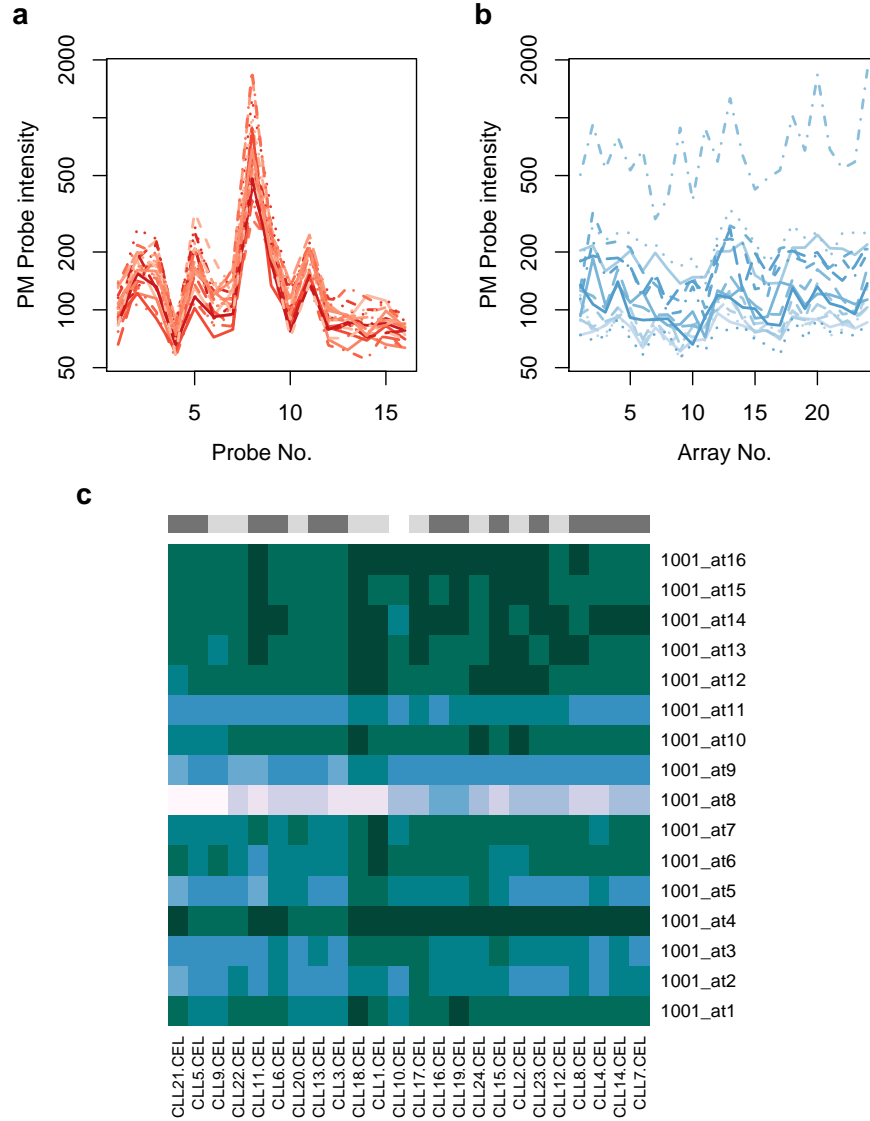 a
b
PM Probe intensity
50
100
200
500
2000
5
10
15
Probe No.
PM Probe intensity
50
100
200
500
2000
5
10
15
20
Array No.
c
1001_at16
1001_at15
1001_at14
1001_at13
1001_at12
1001_at11
1001_at10
1001_at9
1001_at8
1001_at7
1001_at6
1001_at5
1001_at4
1001_at3
1001_at2
1001_at1
CLL21.CEL
CLL5.CEL
CLL9.CEL
CLL22.CEL
CLL11.CEL
CLL6.CEL
CLL20.CEL
CLL13.CEL
CLL3.CEL
CLL18.CEL
CLL1.CEL
CLL10.CEL
CLL17.CEL
CLL16.CEL
CLL19.CEL
CLL24.CEL
CLL15.CEL
CLL2.CEL
CLL23.CEL
CLL12.CEL
CLL8.CEL
CLL4.CEL
CLL14.CEL
CLL7.CEL